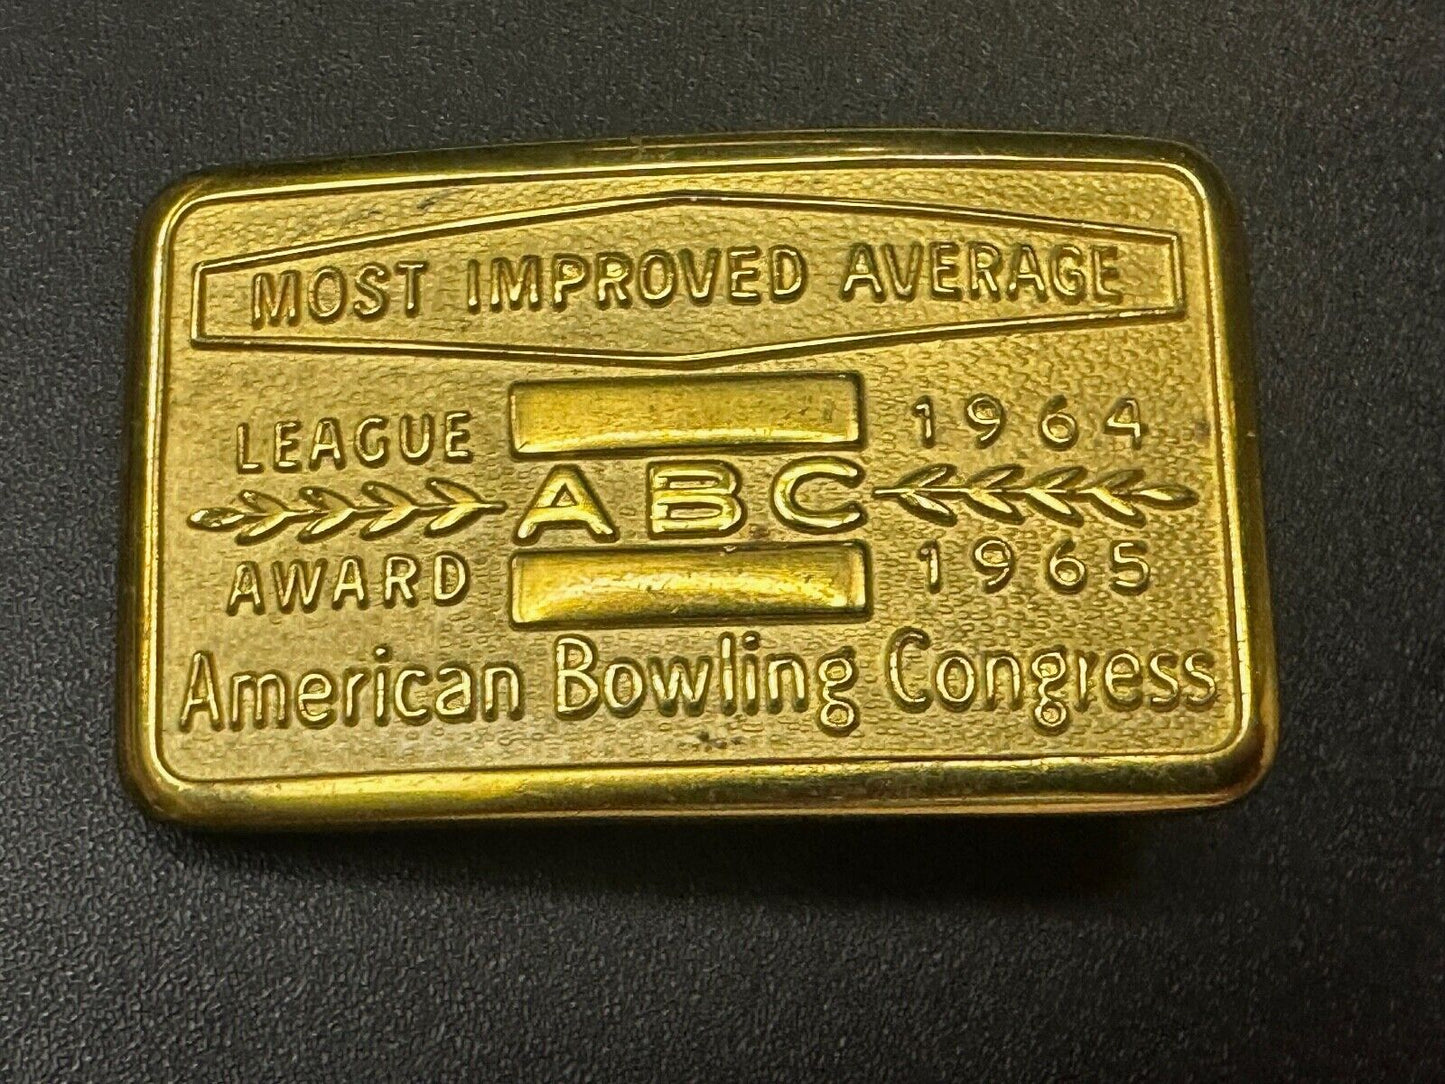 MOST IMPROVED AVERAGE
LEAGUE 1964
ABC
AWARD 1965
American Bowling Congress